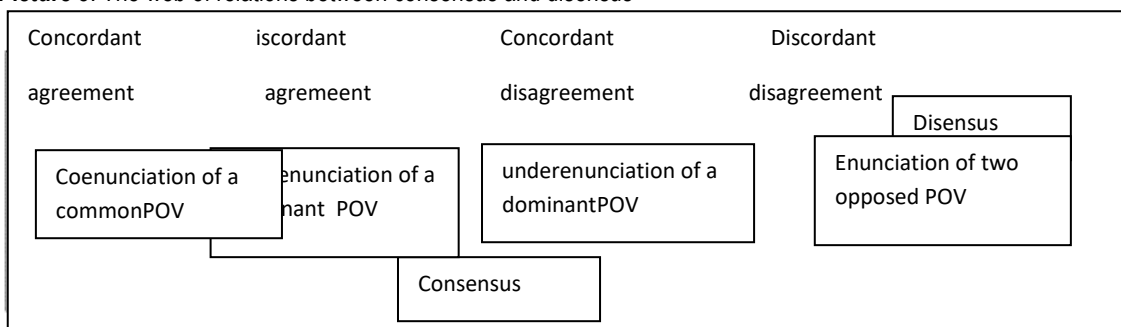 Concordant iscordant Concordant Discordant
agreement agremeent disagreement disagreement
Disensus
Coenunciation of a enunciation of a underenunciation of a Enunciation of two
commonPOV nant POV dominantPOV opposed POV
Consensus